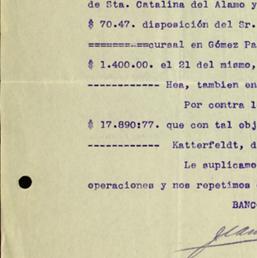 de Sta. Catalina del Alamo y
$ 70.47. disposición del Sr.
========cursal en Gómez Pa
$ 1.400.00. el 21 del mismo,
------------ Hea, tambien en
Por contra l
$ 17.890:77. que con tal obj
------------ Katterfeldt, d
Le suplicamo
operaciones y nos repetimos
BANC